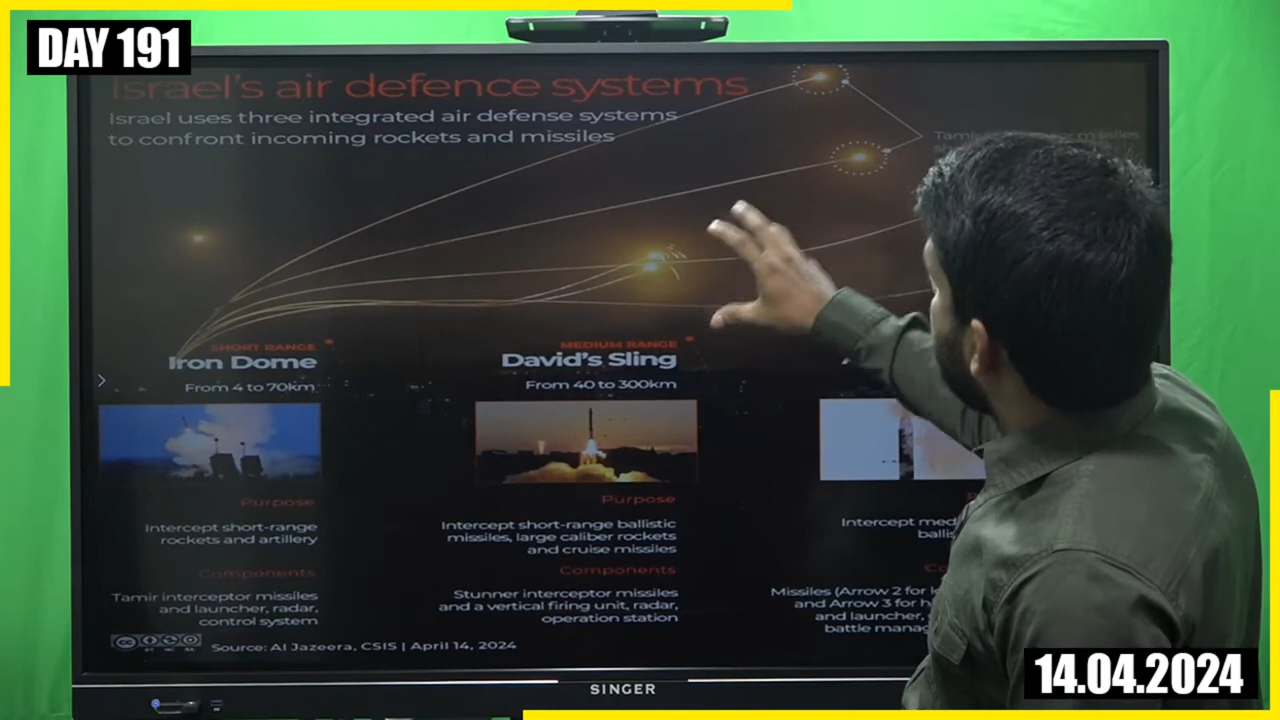 DAY 191
Israel's air defence systems
Israel uses three integrated air defense systems
to confront incoming rockets and missiles
SHORT RANGE
Iron Dome
From 4 to 70km
Purpose
Intercept short-range
rockets and artillery
Components
Tamir interceptor missiles
and launcher, radar,
control system
MEDIUM RANGE
David's Sling
From 40 to 300km
Purpose
Intercept short-range ballistic
missiles, large caliber rockets
and cruise missiles
Components
Stunner interceptor missiles
and a vertical firing unit, radar,
operation station
Intercept
Missiles (Arrow 2 for
and Arrow 3 for
and launcher,
battle
Source: Al Jazeera, CSIS | April 14, 2024
SINGER
14.04.2024